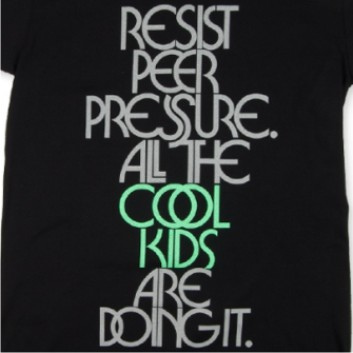 RESIST
PEER
PRESSURE.
ALL THE
COOL
KIDS
ARE
DOING IT.